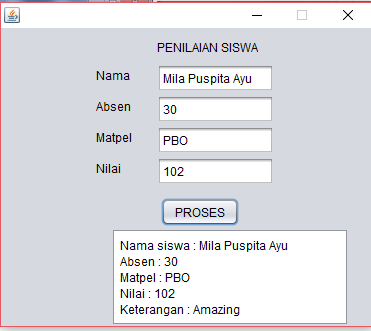 PENILAIAN SISWA
Nama Mila Puspita Ayu
Absen 30
Matpel PBO
Nilai 102
PROSES
Nama siswa : Mila Puspita Ayu
Absen : 30
Matpel : PBO
Nilai : 102
Keterangan : Amazing